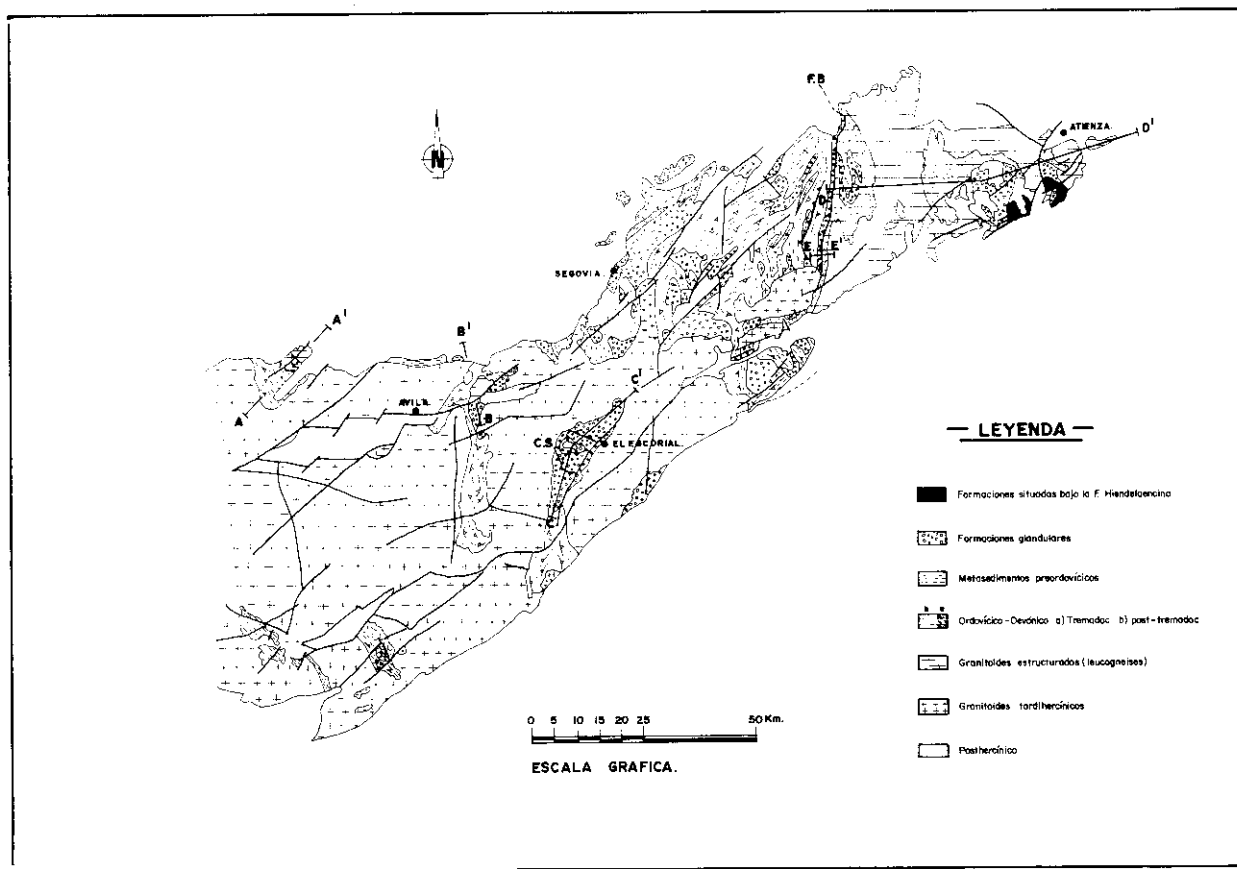 F.B
N
ATIENZA.
D'
D
E
E'
SEGOVIA.
A'
B'
A
AVILA
B
C'
C.S
EL ESCORIAL.
C
— LEYENDA —
Formaciones situadas bajo la F. Hiendelaencina
Formaciones glandulares
Metasedimentos preordovícicos
Ordovícico-Devónico a) Tremadoc b) post-tremadoc
Granitoides estructurados (leucogneises)
Granitoides tardihercínicos
Posthercínico
0 5 10 15 20 25 50 Km.
ESCALA GRAFICA.